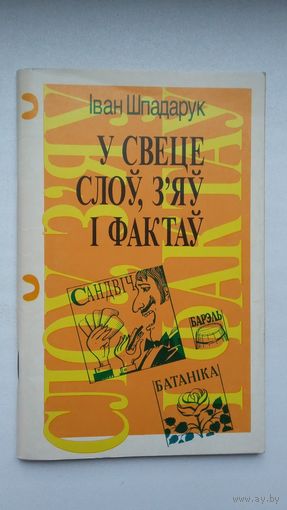 Іван Шпадарук
У СВЕЦЕ
СЛОЎ, З'ЯЎ
І ФАКТАЎ
СЛОЎ, З'ЯЎ
І ФАКТАЎ
САНДВІЧ
БАРЭЛЬ
БАТАНІКА
www.ay.by